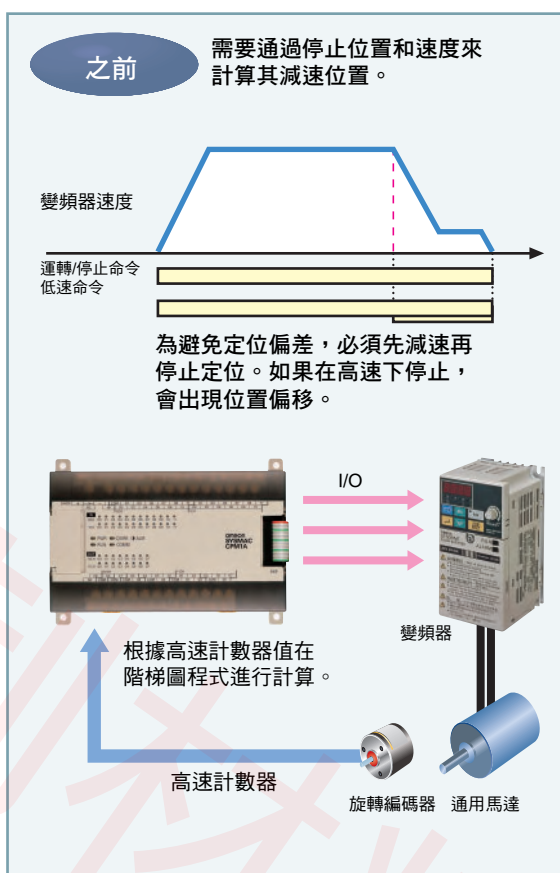 之前
需要通過停止位置和速度來
計算其減速位置。
變頻器速度
運轉/停止命令
低速命令
為避免定位偏差，必須先減速再
停止定位。如果在高速下停止，
會出現位置偏移。
I/O
OMRON
SYSMAC
CPM1A
變頻器
根據高速計數器值在
階梯圖程式進行計算。
高速計數器
旋轉編碼器
通用馬達